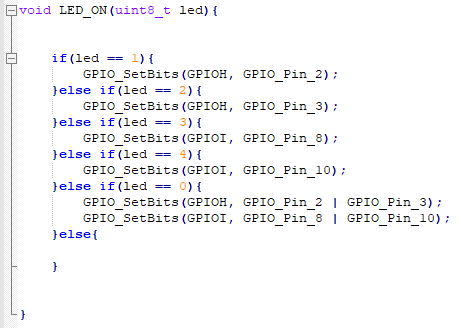 void LED_ON(uint8_t led){
if(led == 1){
GPIO_SetBits(GPIOH, GPIO_Pin_2);
}else if(led == 2){
GPIO_SetBits(GPIOH, GPIO_Pin_3);
}else if(led == 3){
GPIO_SetBits(GPIOI, GPIO_Pin_8);
}else if(led == 4){
GPIO_SetBits(GPIOI, GPIO_Pin_10);
}else if(led == 0){
GPIO_SetBits(GPIOH, GPIO_Pin_2 | GPIO_Pin_3);
GPIO_SetBits(GPIOI, GPIO_Pin_8 | GPIO_Pin_10);
}else{
}
}